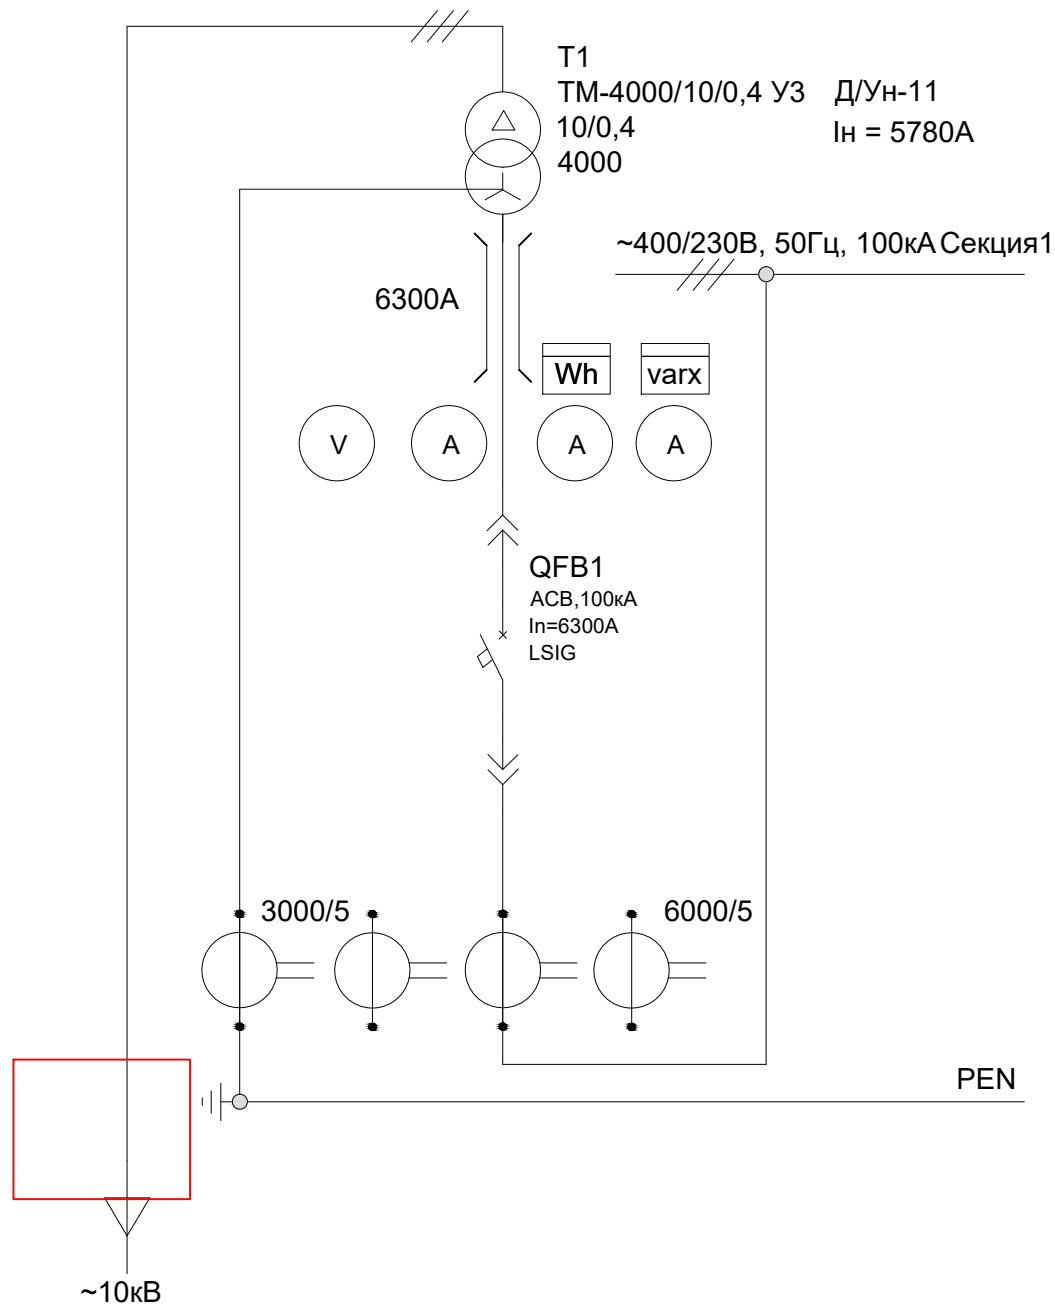 T1
ТМ-4000/10/0,4 У3
Д/Ун-11
10/0,4
Iн = 5780А
4000
~400/230В, 50Гц, 100кА Секция1
6300А
Wh
varx
V
A
A
A
QFB1
ACB,100кА
In=6300А
LSIG
3000/5
6000/5
PEN
~10кВ